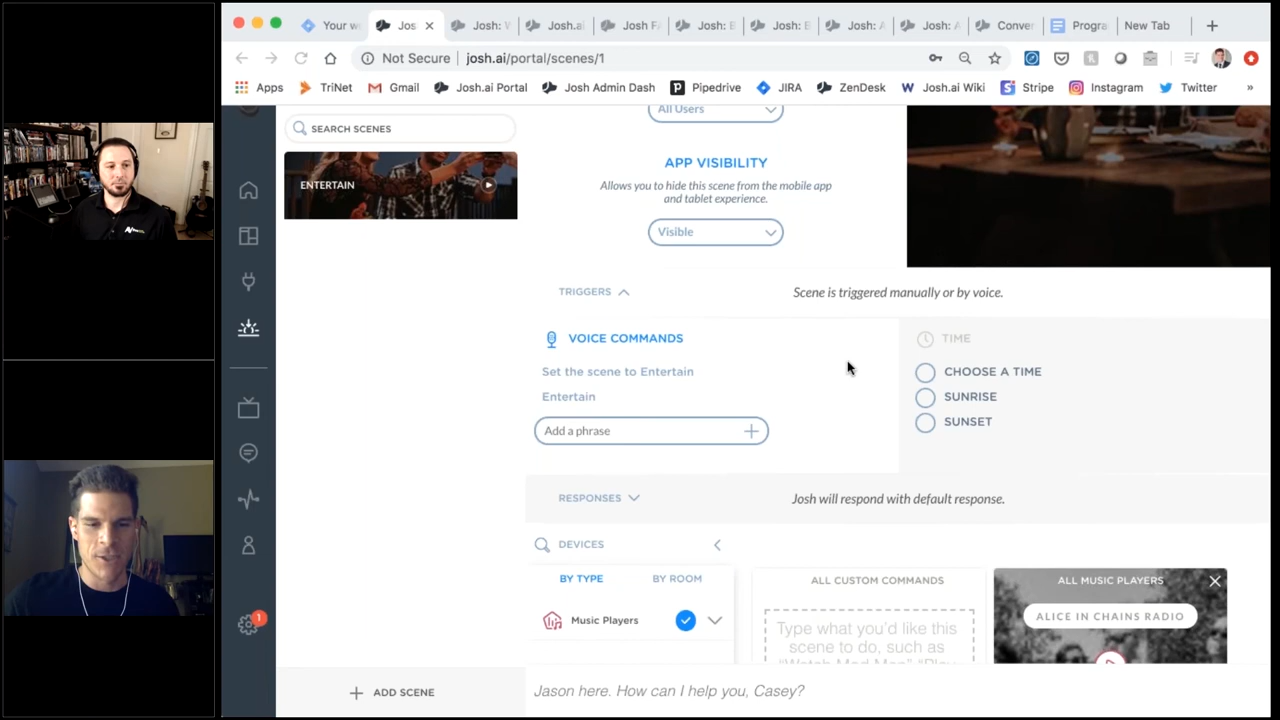 Your w
Jos
Josh: V
Josh.ai
Josh F
Josh: E
Josh: E
Josh: A
Josh: A
Conver
Progra
New Tab
Not Secure
josh.ai/portal/scenes/1
Apps
TriNet
Gmail
Josh.ai Portal
Josh Admin Dash
Pipedrive
JIRA
ZenDesk
Josh.ai Wiki
Stripe
Instagram
Twitter
»
SEARCH SCENES
ENTERTAIN
All Users
APP VISIBILITY
Allows you to hide this scene from the mobile app
and tablet experience.
Visible
TRIGGERS
Scene is triggered manually or by voice.
VOICE COMMANDS
Set the scene to Entertain
Entertain
Add a phrase
TIME
CHOOSE A TIME
SUNRISE
SUNSET
RESPONSES
Josh will respond with default response.
DEVICES
BY TYPE
BY ROOM
Music Players
ALL CUSTOM COMMANDS
Type what you'd like this
scene to do, such as
"Watch Mad Men" "Play
ALL MUSIC PLAYERS
ALICE IN CHAINS RADIO
1
ADD SCENE
Jason here. How can I help you, Casey?